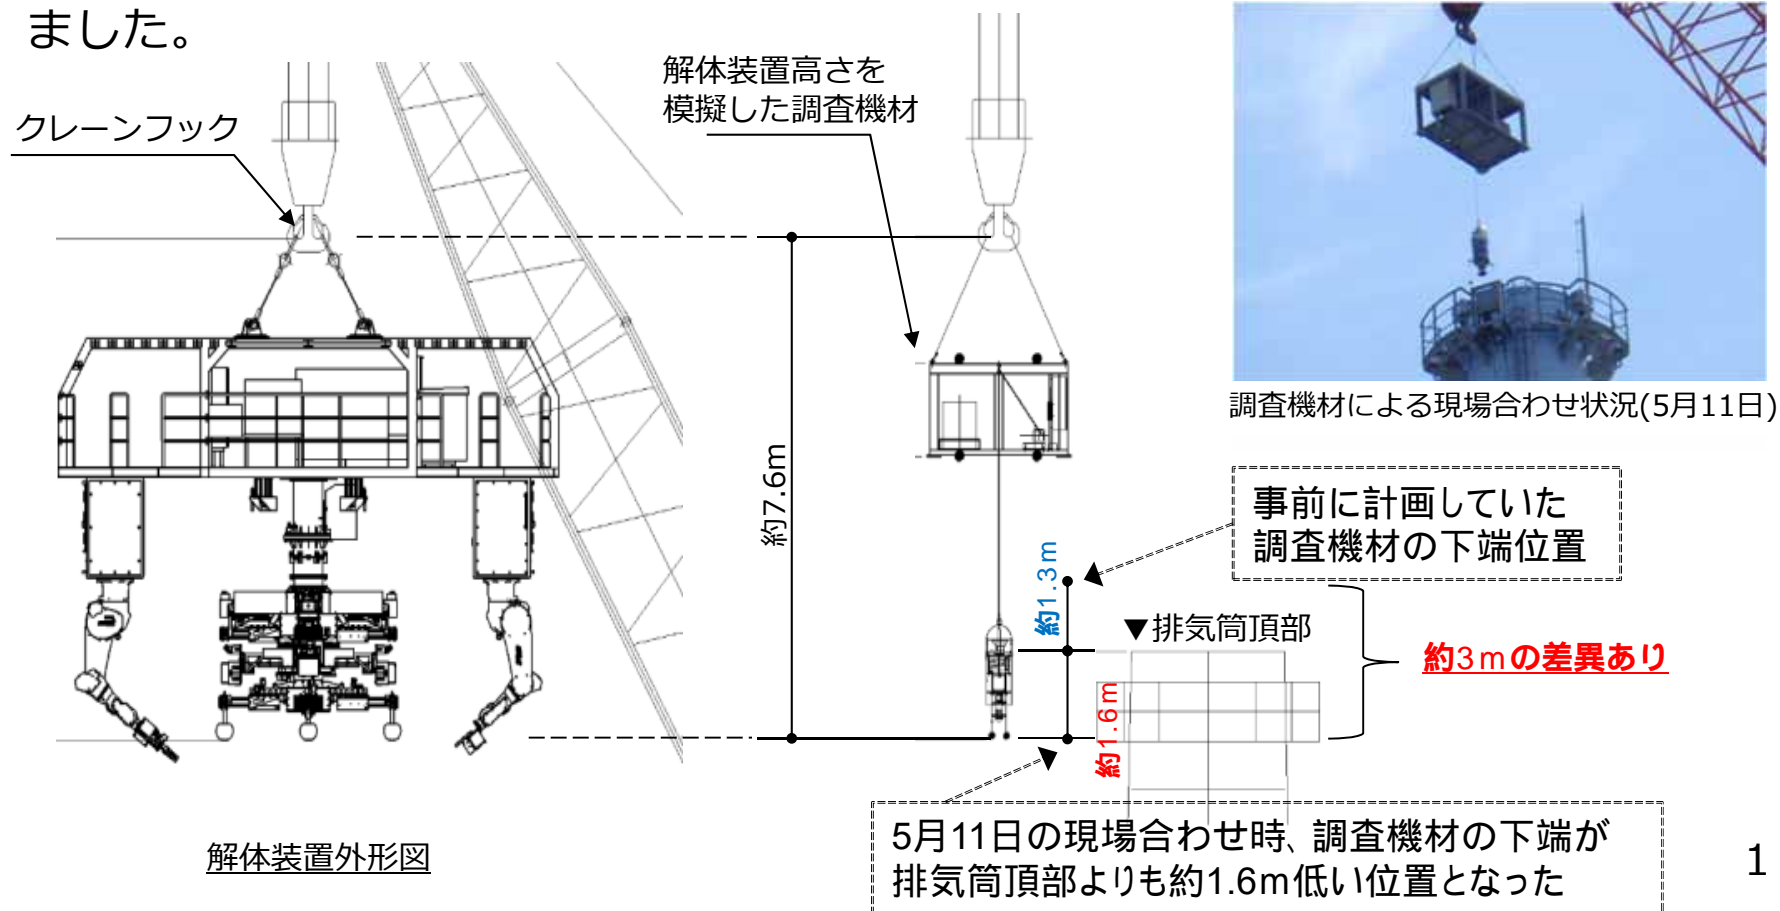 ました。
クレーンフック
解体装置高さを
模擬した調査機材
調査機材による現場合わせ状況(5月11日)
約7.6m
事前に計画していた
調査機材の下端位置
約1.3m
▼排気筒頂部
約3mの差異あり
約1.6m
5月11日の現場合わせ時、調査機材の下端が
排気筒頂部よりも約1.6m低い位置となった
解体装置外形図
1